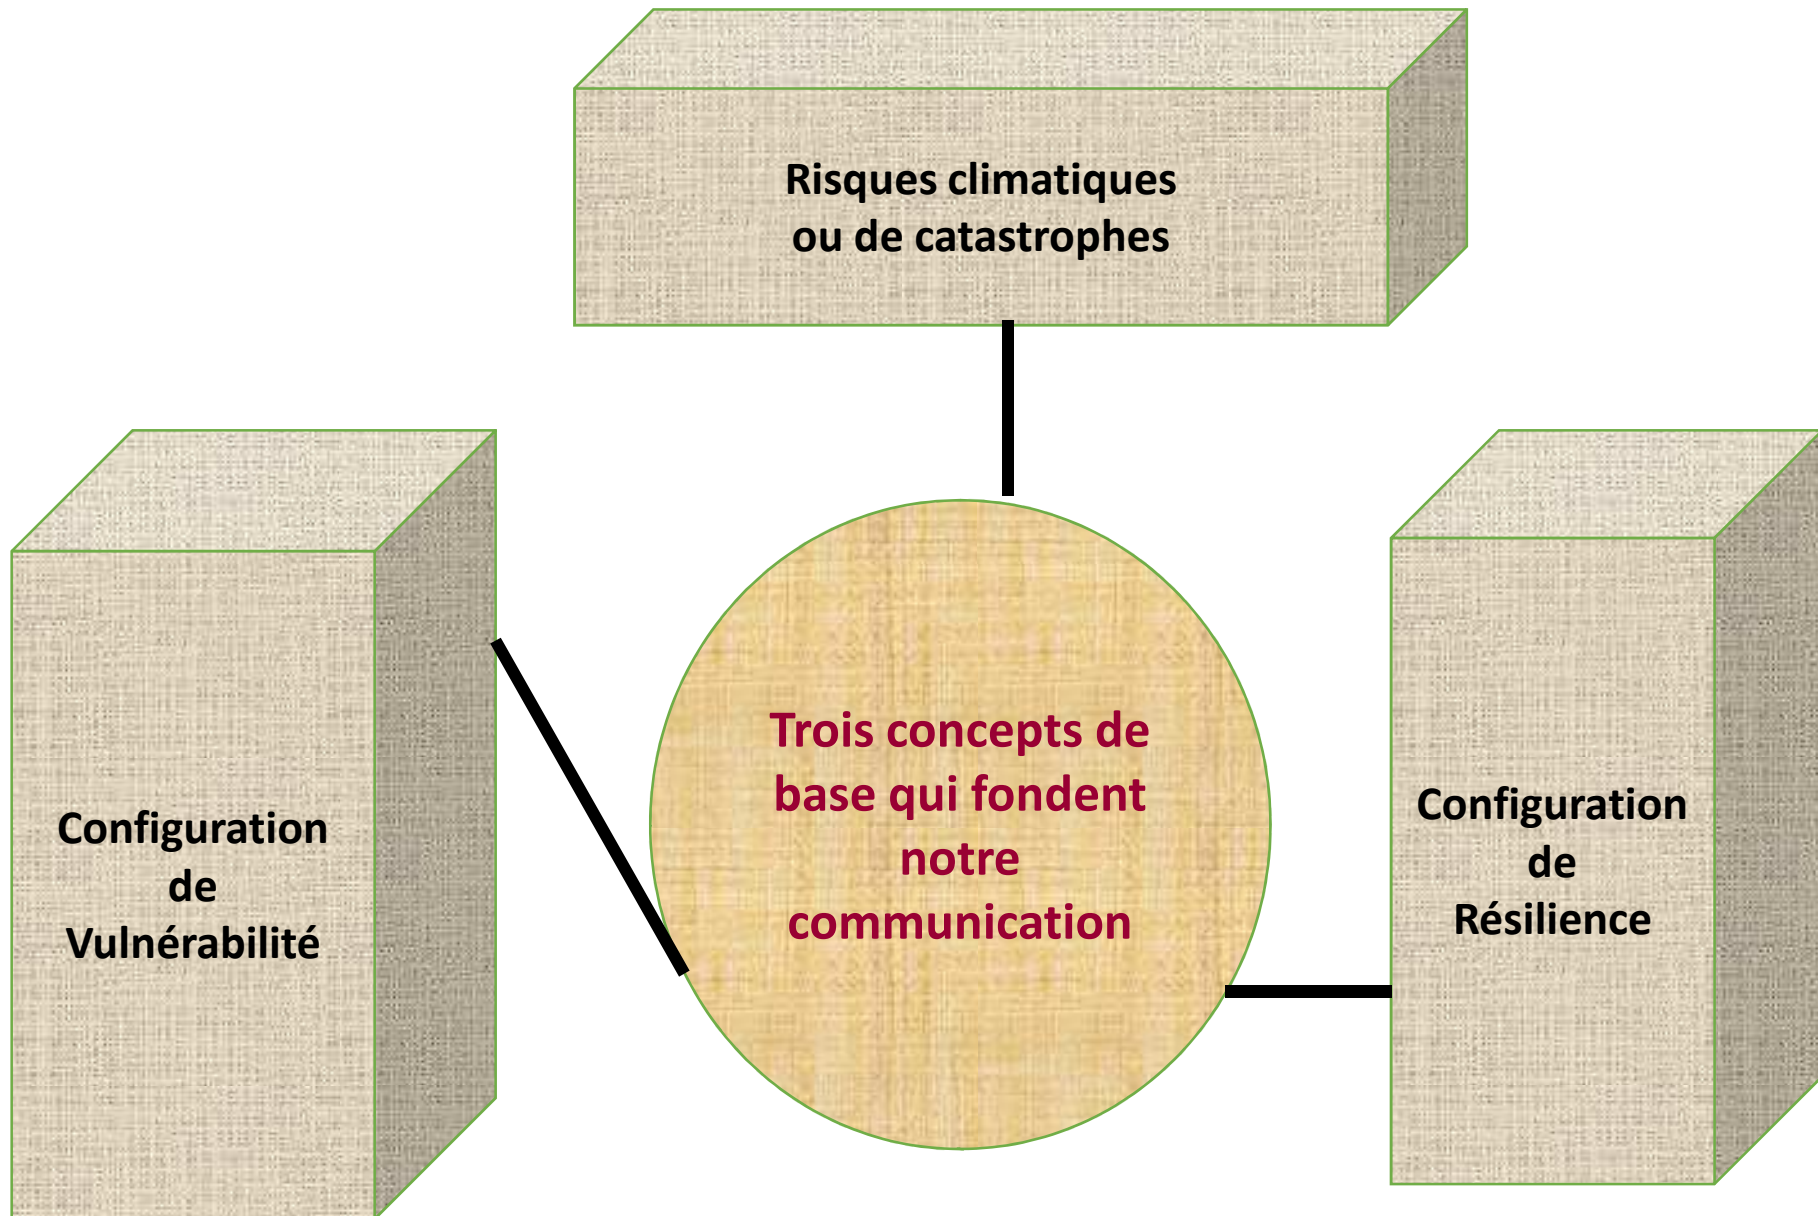 Risques climatiques
ou de catastrophes
Trois concepts de
base qui fondent
notre
communication
Configuration
de
Vulnérabilité
Configuration
de
Résilience